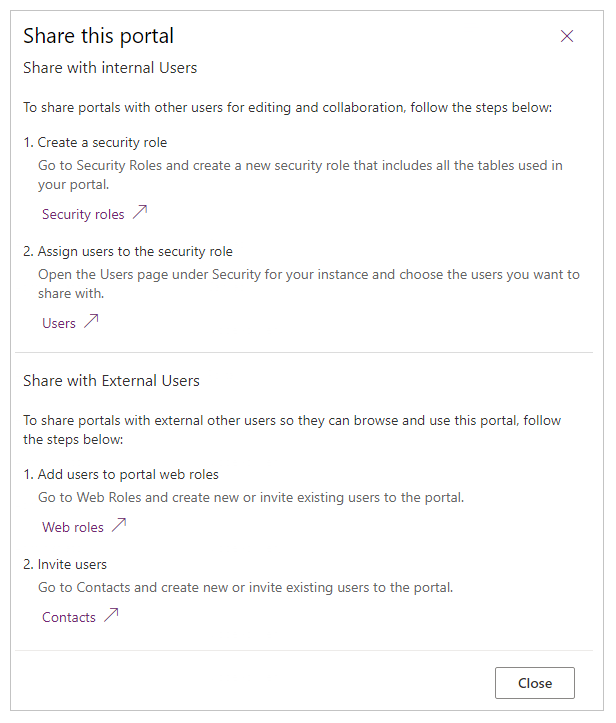 Share this portal
Share with internal Users
To share portals with other users for editing and collaboration, follow the steps below:
1. Create a security role
Go to Security Roles and create a new security role that includes all the tables used in
your portal.
Security roles
2. Assign users to the security role
Open the Users page under Security for your instance and choose the users you want to
share with.
Users
Share with External Users
To share portals with external other users so they can browse and use this portal, follow
the steps below:
1. Add users to portal web roles
Go to Web Roles and create new or invite existing users to the portal.
Web roles
2. Invite users
Go to Contacts and create new or invite existing users to the portal.
Contacts
Close